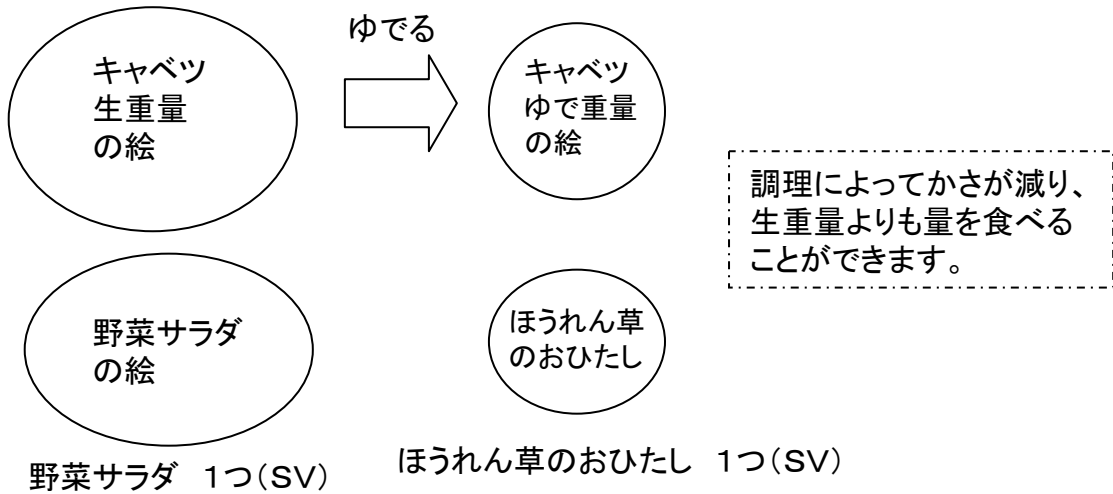 キャベツ
生重量
の絵
ゆでる
キャベツ
ゆで重量
の絵
調理によってかさが減り、
生重量よりも量を食べる
ことができます。
野菜サラダ
の絵
ほうれん草
のおひたし
野菜サラダ　１つ（ＳＶ）
ほうれん草のおひたし　１つ（ＳＶ）